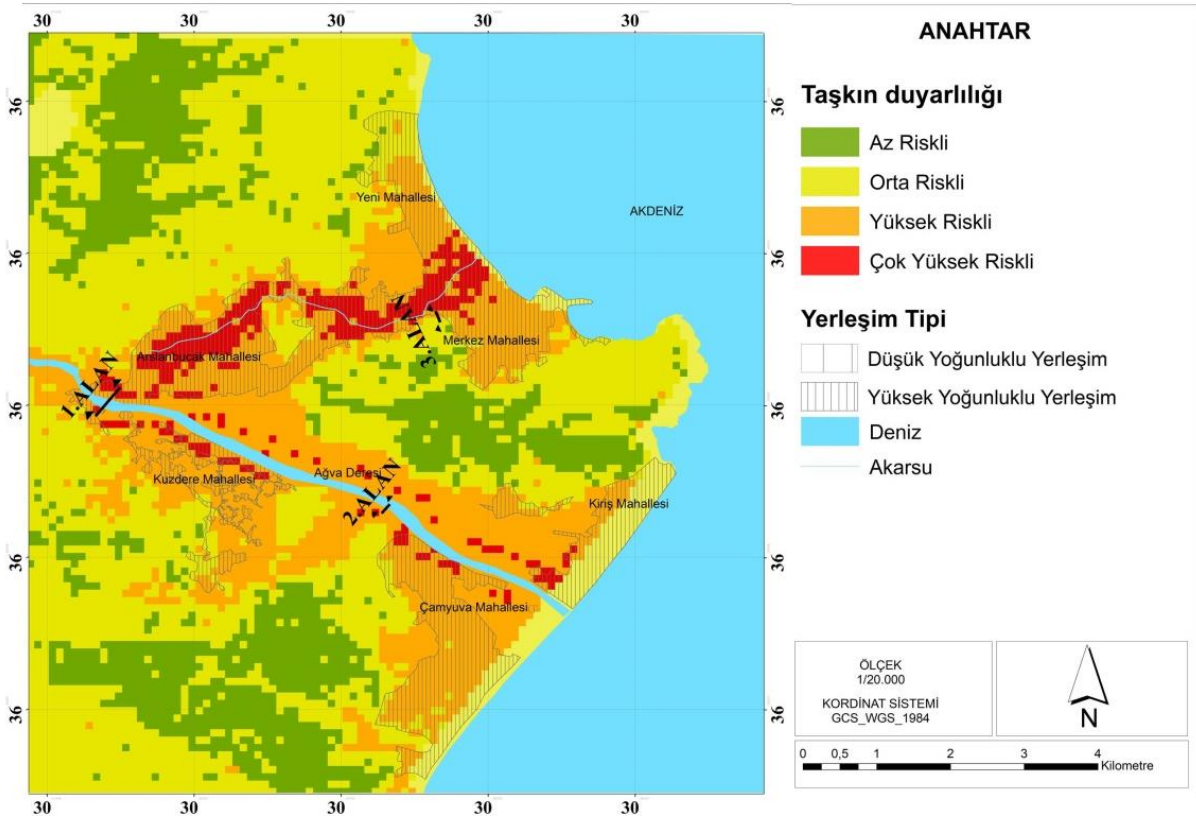 30 30 30 30 30
36 36
36 36
36 36
36 36
36 36
30 30 30 30 30
Yeni Mahallesi
AKDENİZ
3.ALAN
Merkez Mahallesi
Arslanbucak Mahallesi
1.ALAN
Kuzdere Mahallesi
Ağva Deresi
2.ALAN
Kiriş Mahallesi
Çamyuva Mahallesi
ANAHTAR
Taşkın duyarlılığı
Az Riskli
Orta Riskli
Yüksek Riskli
Çok Yüksek Riskli
Yerleşim Tipi
Düşük Yoğunluklu Yerleşim
Yüksek Yoğunluklu Yerleşim
Deniz
Akarsu
ÖLÇEK
1/20.000
KORDİNAT SİSTEMİ
GCS_WGS_1984
N
0 0,5 1 2 3 4
Kilometre